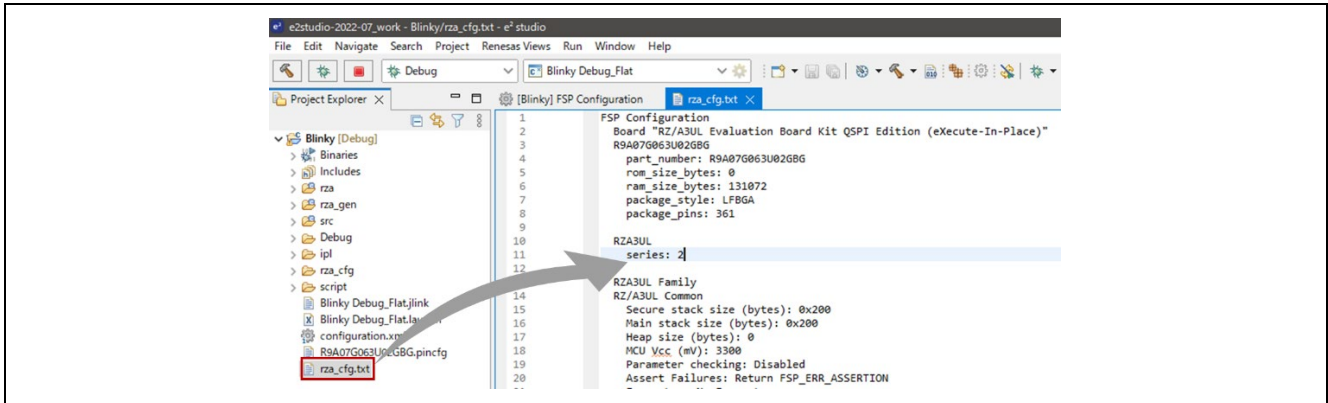 e2studio-2022-07_work - Blinky/rza_cfg.txt - e² studio
File Edit Navigate Search Project Renesas Views Run Window Help
Debug
Blinky Debug_Flat
Project Explorer
Blinky [Debug]
Binaries
Includes
rza
rza_gen
src
Debug
ipl
rza_cfg
script
Blinky Debug_Flat.jlink
Blinky Debug_Flat.la
configuration.xm
R9A07G063U02GBG.pincfg
rza_cfg.txt
[Blinky] FSP Configuration
rza_cfg.txt
1 FSP Configuration
2 Board "RZ/A3UL Evaluation Board Kit QSPI Edition (eXecute-In-Place)"
3 R9A07G063U02GBG
4 part_number: R9A07G063U02GBG
5 rom_size_bytes: 0
6 ram_size_bytes: 131072
7 package_style: LFBGA
8 package_pins: 361
9
10 RZA3UL
11 series: 2
12
RZA3UL Family
14 RZ/A3UL Common
15 Secure stack size (bytes): 0x200
16 Main stack size (bytes): 0x200
17 Heap size (bytes): 0
18 MCU Vcc (mV): 3300
19 Parameter checking: Disabled
20 Assert Failures: Return FSP_ERR_ASSERTION